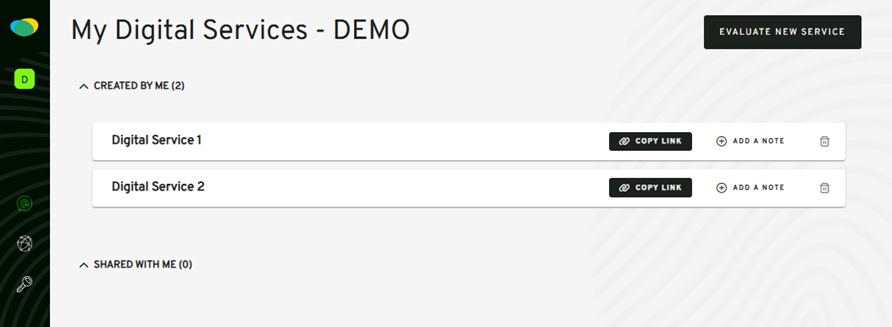 My Digital Services - DEMO
EVALUATE NEW SERVICE
D
CREATED BY ME (2)
Digital Service 1 COPY LINK ADD A NOTE
Digital Service 2 COPY LINK ADD A NOTE
SHARED WITH ME (0)